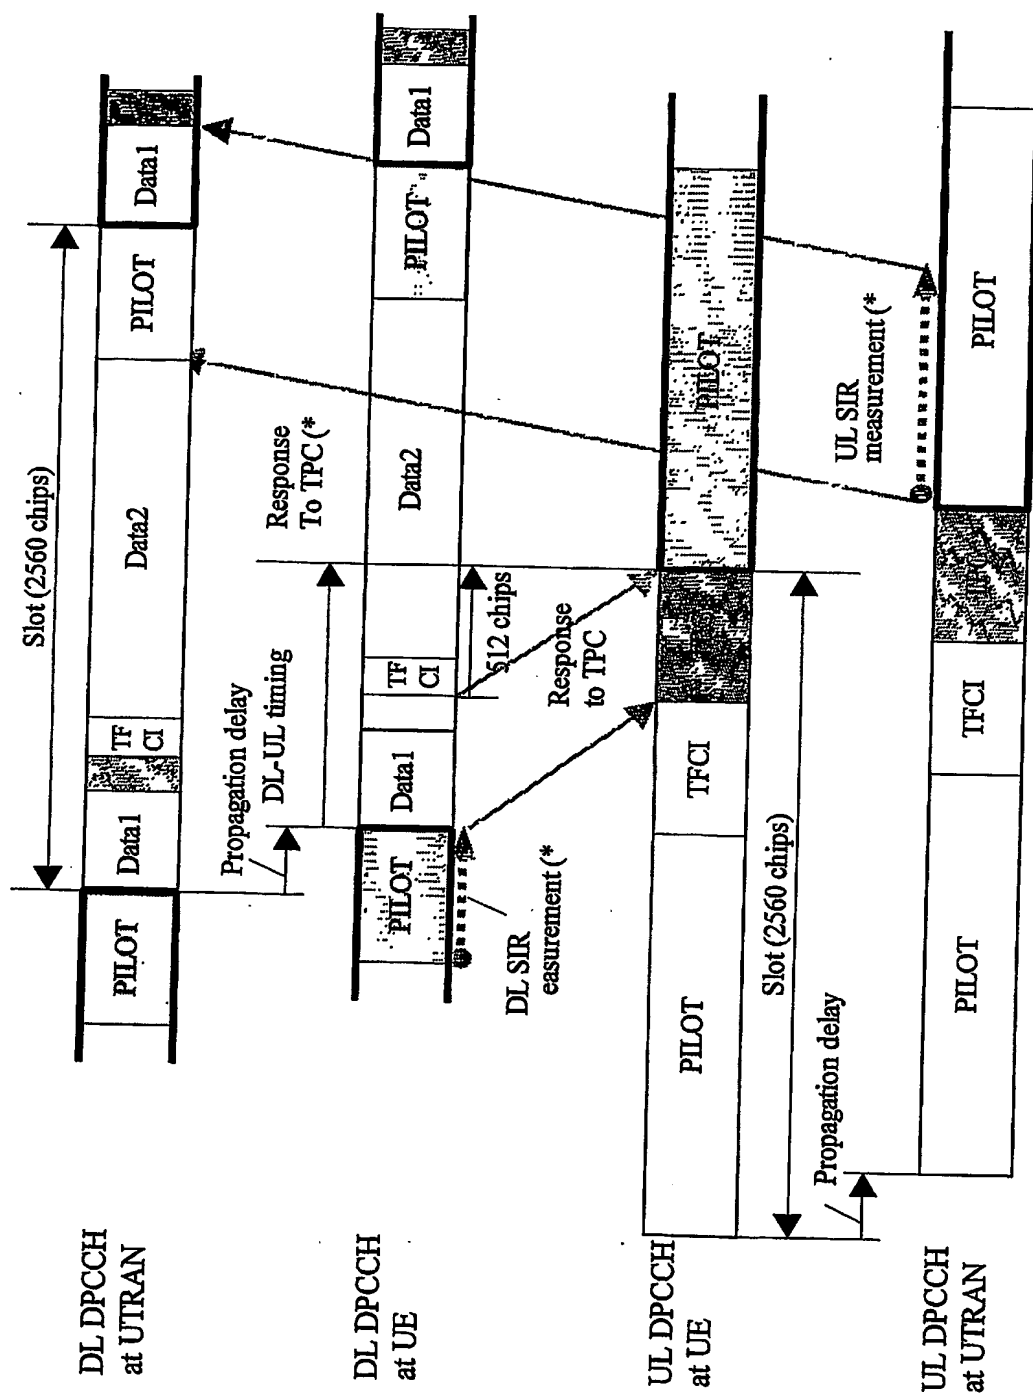 Slot (2560 chips)
DL DPCCH
at UTRAN
PILOT
Data1
TF
CI
Data2
PILOT
Data1
Propagation delay
DL-UL timing
Response
To TPC (*
DL DPCCH
at UE
PILOT
Data1
TF
CI
Data2
PILOT
Data1
512 chips
DL SIR
easurement (*
Response
to TPC
UL DPCCH
at UE
PILOT
TFCI
PILOT
Slot (2560 chips)
Propagation delay
UL SIR
measurement (*
UL DPCCH
at UTRAN
PILOT
TFCI
TPC
PILOT